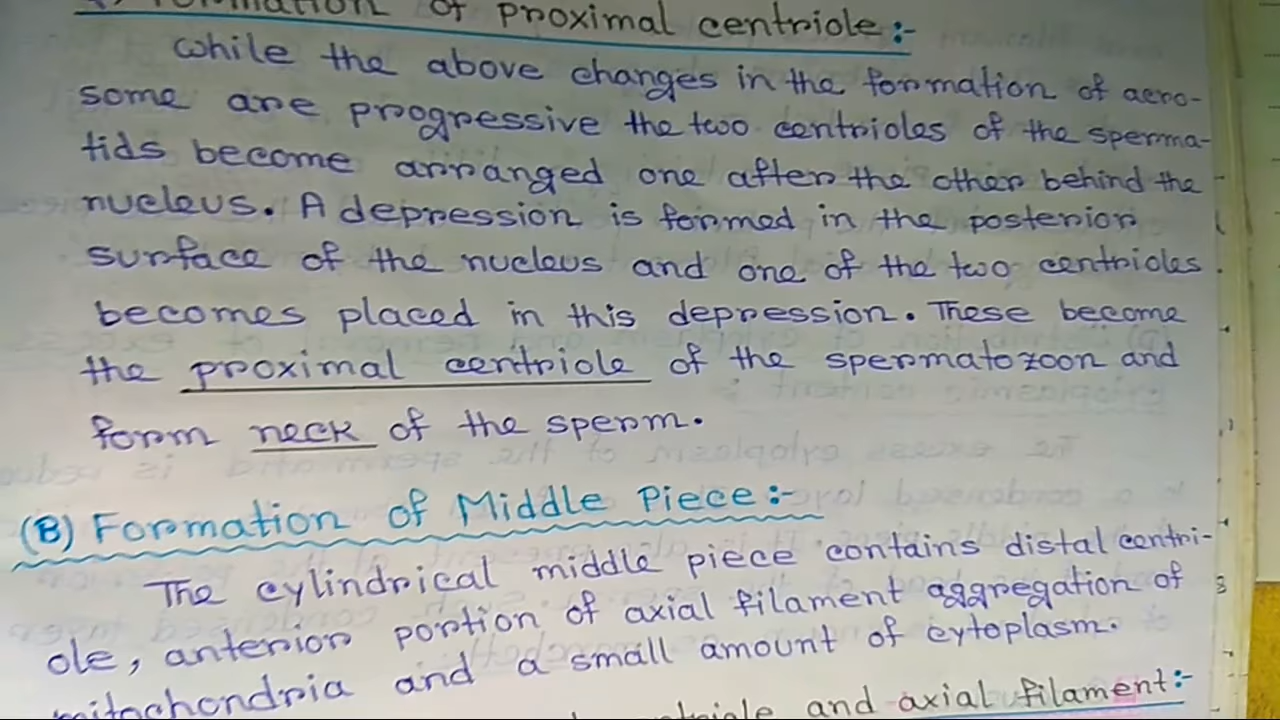 of proximal centriole:-
While the above changes in the formation of acro-
some are progressive the two centrioles of the sperma-
tids become arranged one after the other behind the
nucleus. A depression is formed in the posterior
surface of the nucleus and one of the two centrioles
becomes placed in this depression. These become
the proximal centriole of the spermatozoon and
form neck of the sperm.
(B) Formation of Middle Piece:-
The cylindrical middle piece contains distal centri-
ole, anterior portion of axial filament aggregation of
mitochondria and a small amount of cytoplasm.
and axial filament:-